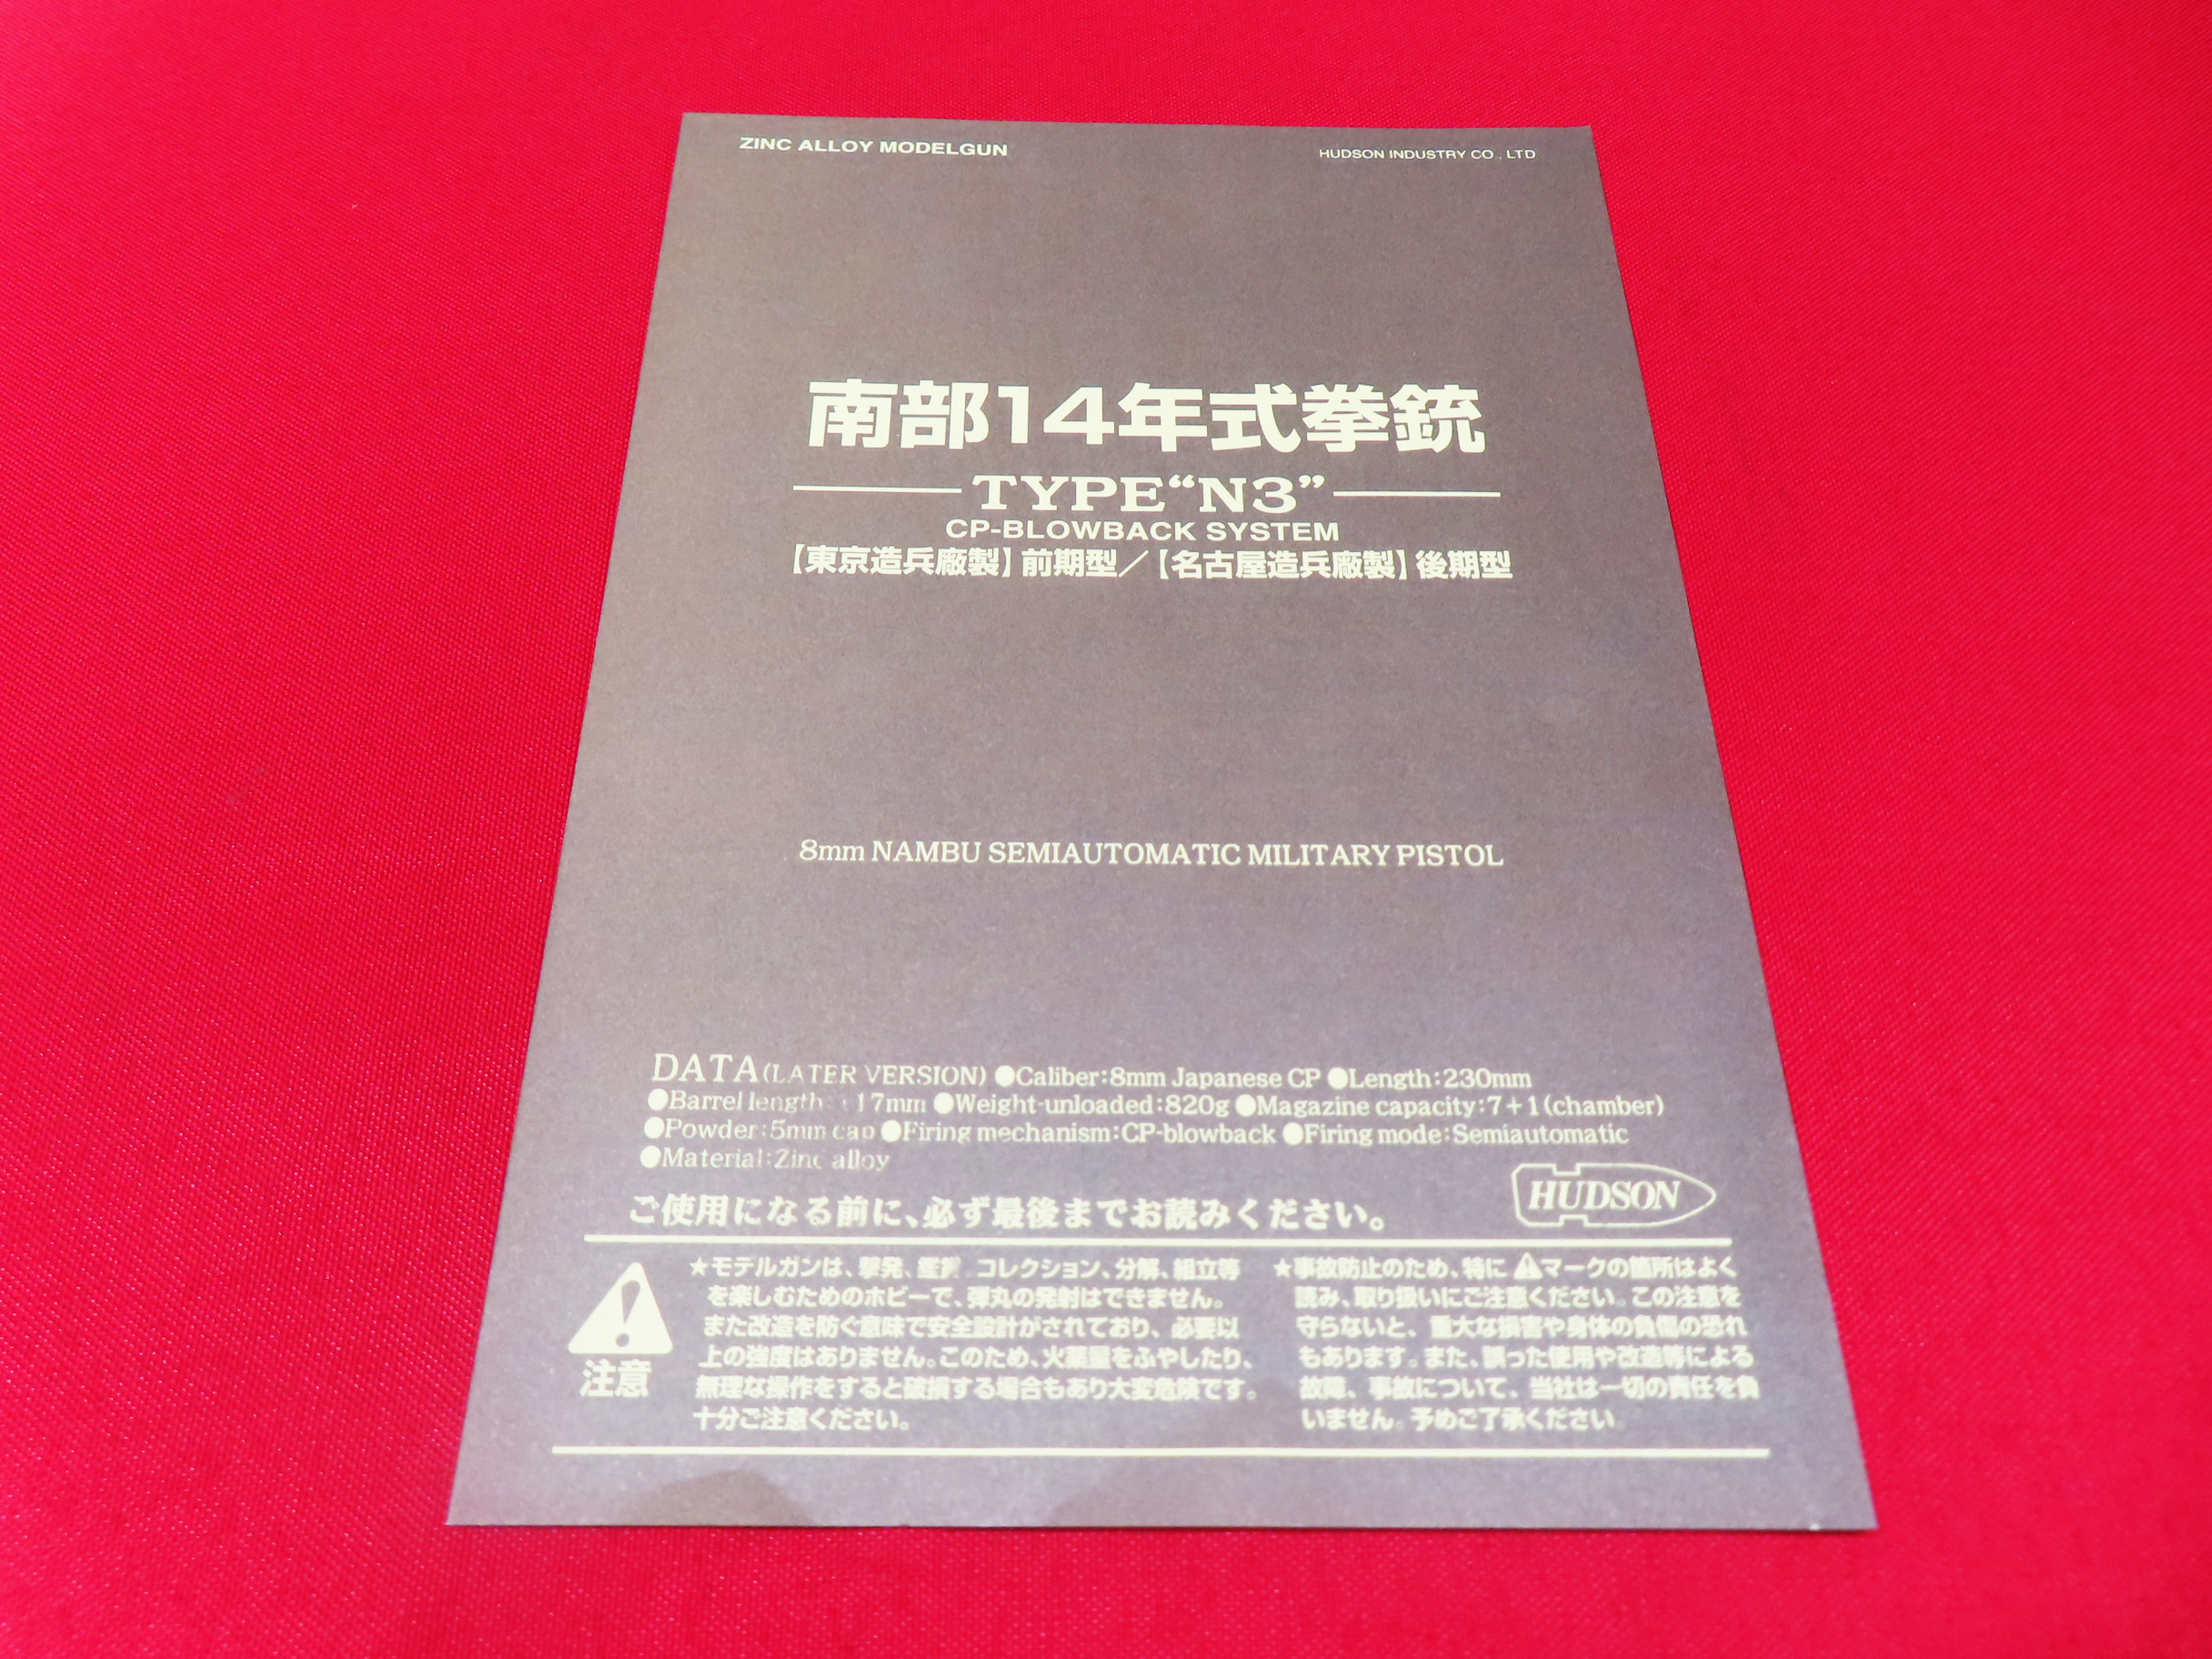 ZINC ALLOY MODELGUN
HUDSON INDUSTRY CO., LTD
南部14年式拳銃
TYPE“N3”
CP-BLOWBACK SYSTEM
【東京造兵廠製】前期型／【名古屋造兵廠製】後期型
8mm NAMBU SEMIAUTOMATIC MILITARY PISTOL
DATA(LATER VERSION) ●Caliber:8mm Japanese CP ●Length:230mm
●Barrel length: 117mm ●Weight-unloaded:820g ●Magazine capacity:7+1(chamber)
●Powder:5mm cap ●Firing mechanism:CP-blowback ●Firing mode:Semiautomatic
●Material:Zinc alloy
HUDSON
ご使用になる前に、必ず最後までお読みください。
注意
★モデルガンは、撃発、鑑賞、コレクション、分解、組立等
を楽しむためのホビーで、弾丸の発射はできません。
また改造を防ぐ意味で安全設計がされており、必要以
上の強度はありません。このため、火薬量をふやしたり、
無理な操作をすると破損する場合もあり大変危険です。
十分ご注意ください。
★事故防止のため、特に⚠マークの箇所はよく
読み、取り扱いにご注意ください。この注意を
守らないと、重大な損害や身体の負傷の恐れ
もあります。また、誤った使用や改造等による
故障、事故について、当社は一切の責任を負
いません。予めご了承ください。